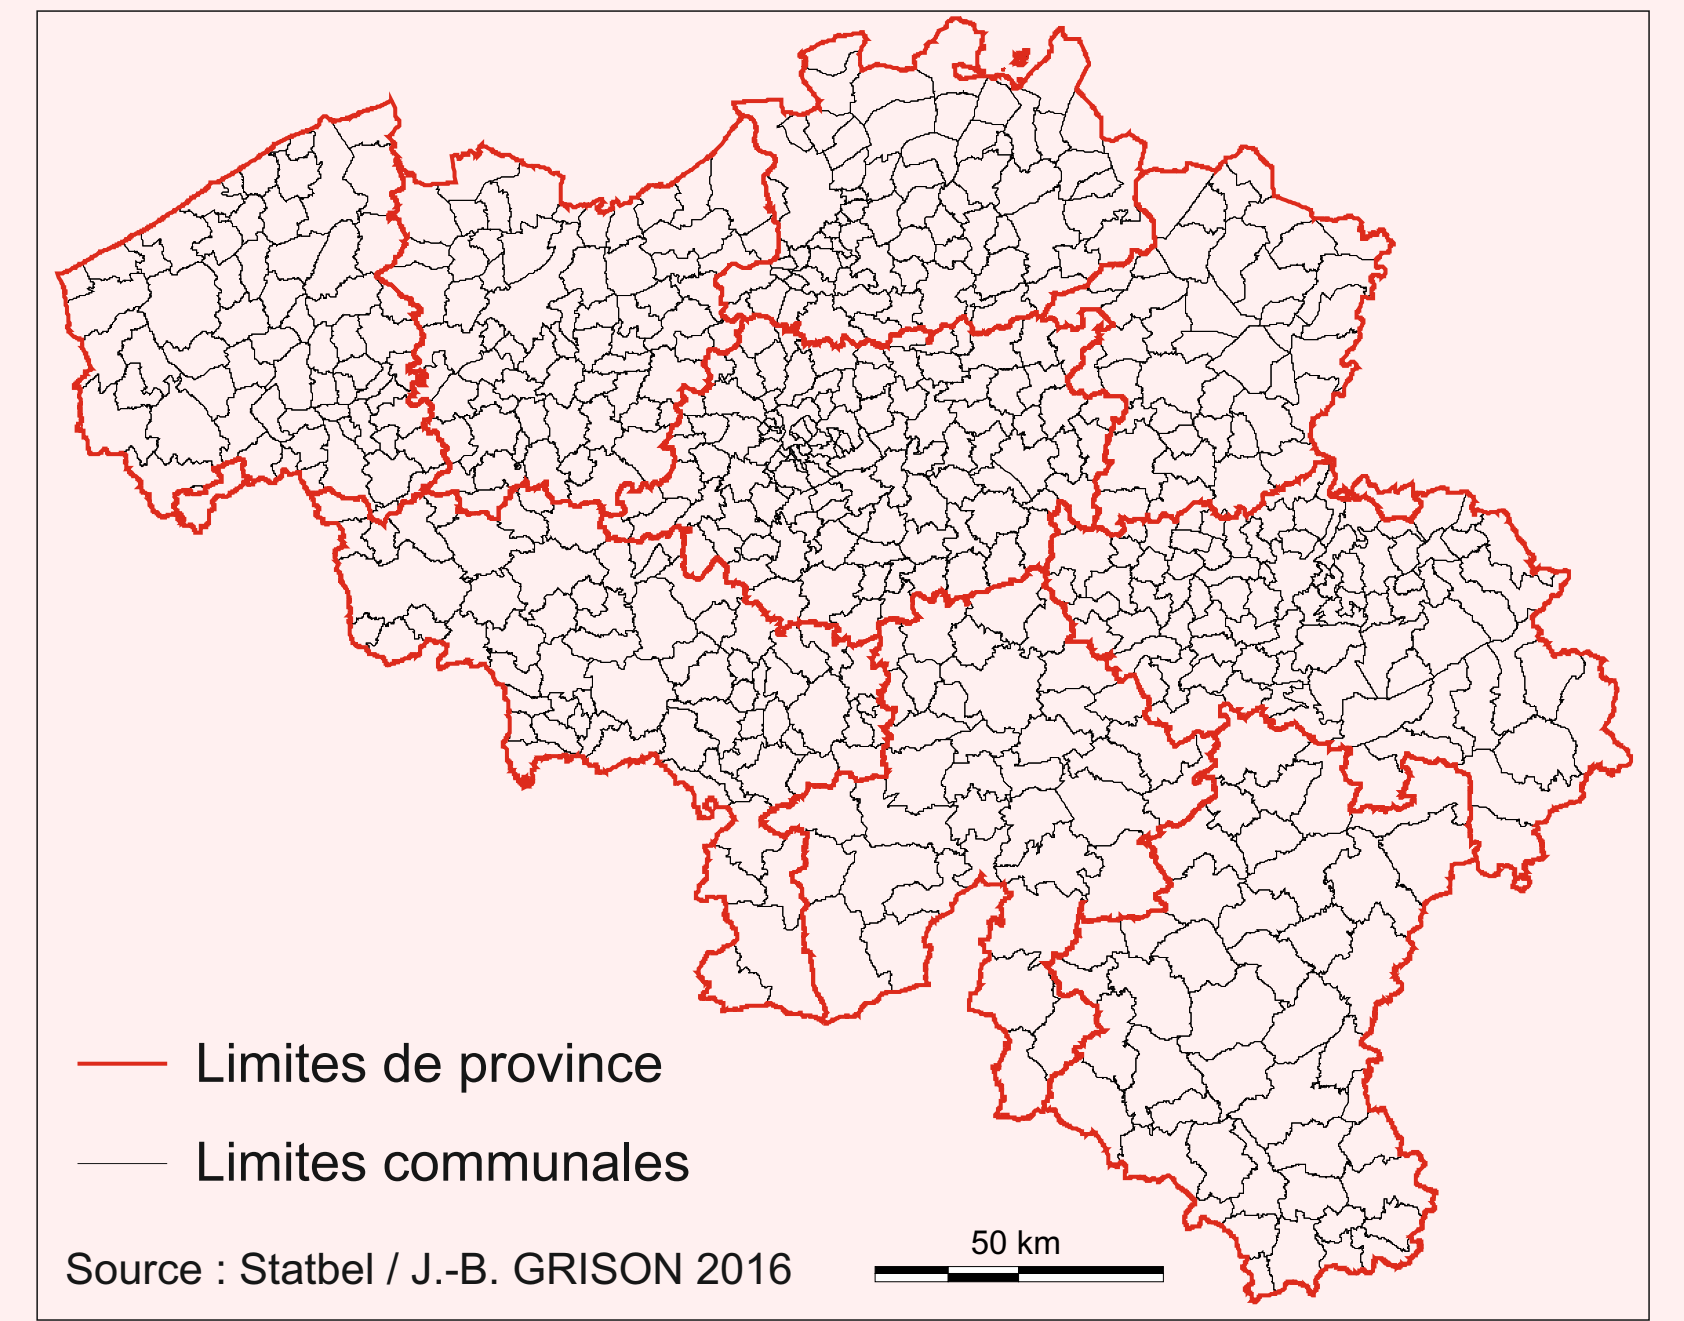 Limites de province
Limites communales
Source : Statbel / J.-B. GRISON 2016
50 km